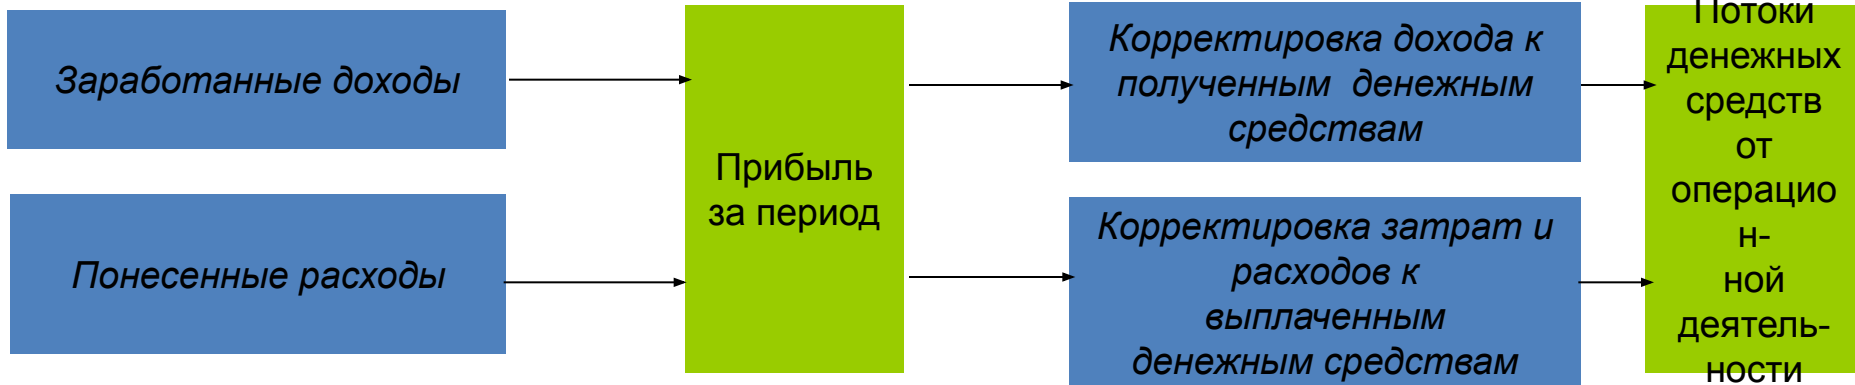 Заработанные доходы
Понесенные расходы
Прибыль
за период
Корректировка дохода к
полученным денежным
средствам
Корректировка затрат и
расходов к
выплаченным
денежным средствам
Потоки
денежных
средств
от
операцио
н-
ной
деятель-
ности